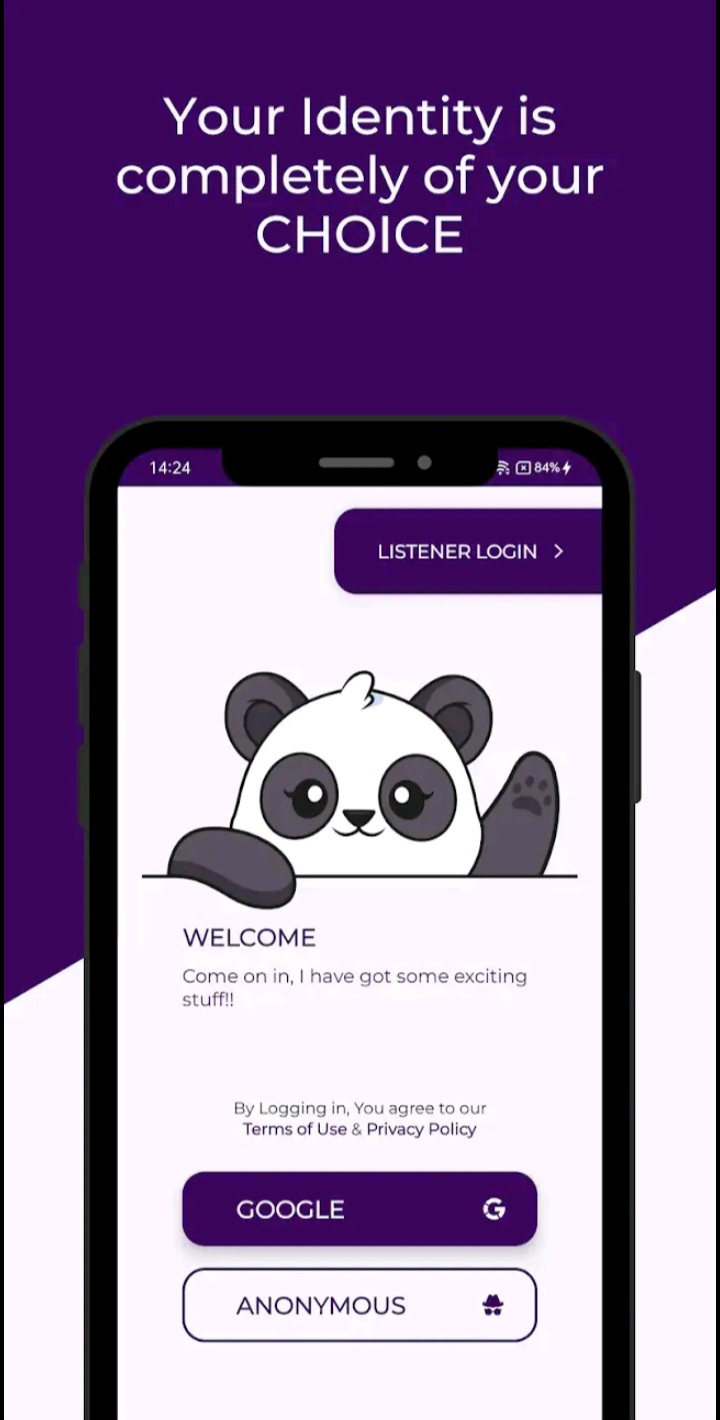 Your Identity is
completely of your
CHOICE
14:24
84%
LISTENER LOGIN
WELCOME
Come on in, I have got some exciting
stuff!!
By Logging in, You agree to our
Terms of Use & Privacy Policy
GOOGLE
ANONYMOUS